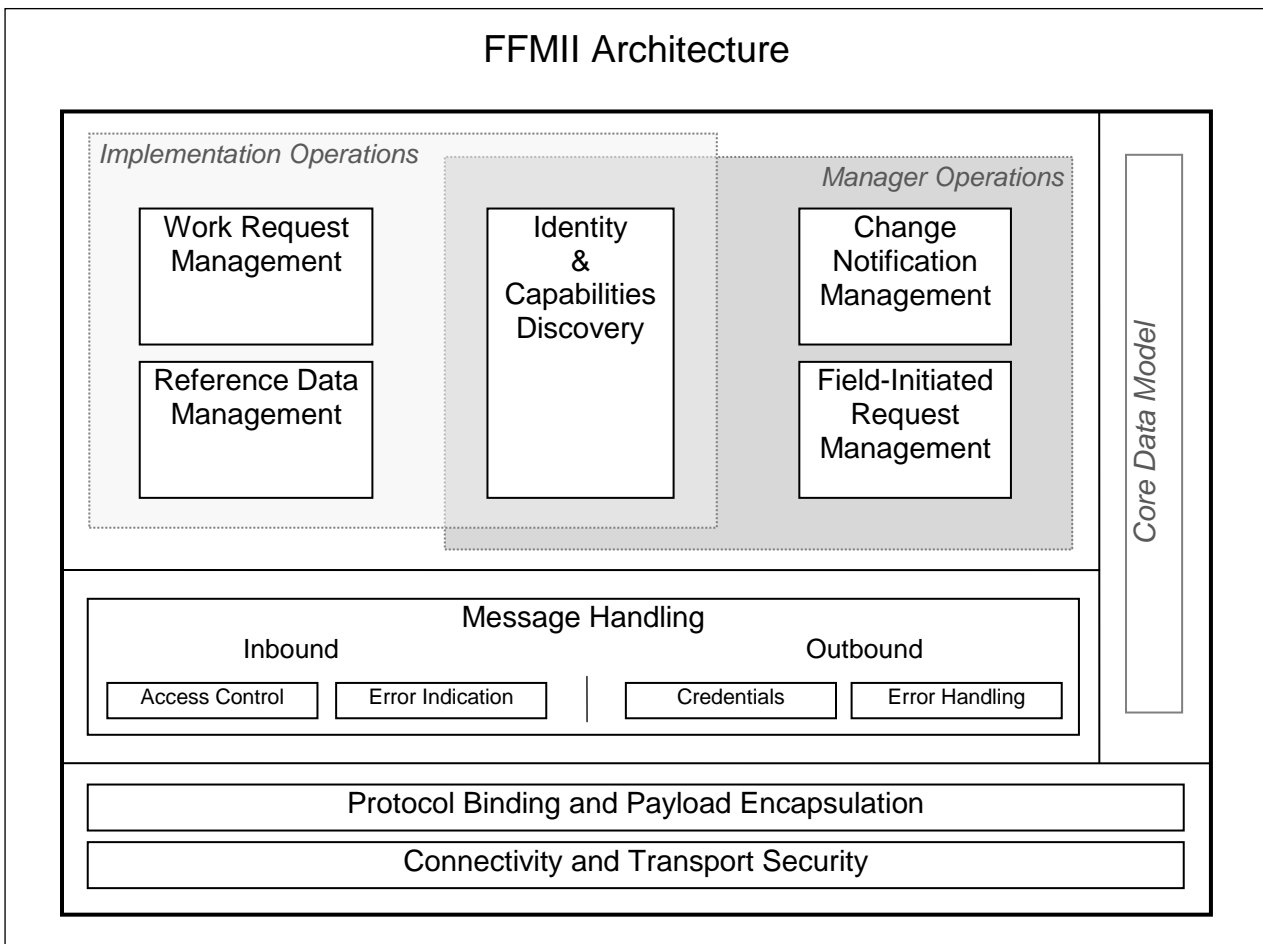 FFMII Architecture
Implementation Operations
Manager Operations
Work Request
Management
Identity
&
Capabilities
Discovery
Change
Notification
Management
Reference Data
Management
Field-Initiated
Request
Management
Core Data Model
Message Handling
Inbound
Outbound
Access Control
Error Indication
Credentials
Error Handling
Protocol Binding and Payload Encapsulation
Connectivity and Transport Security